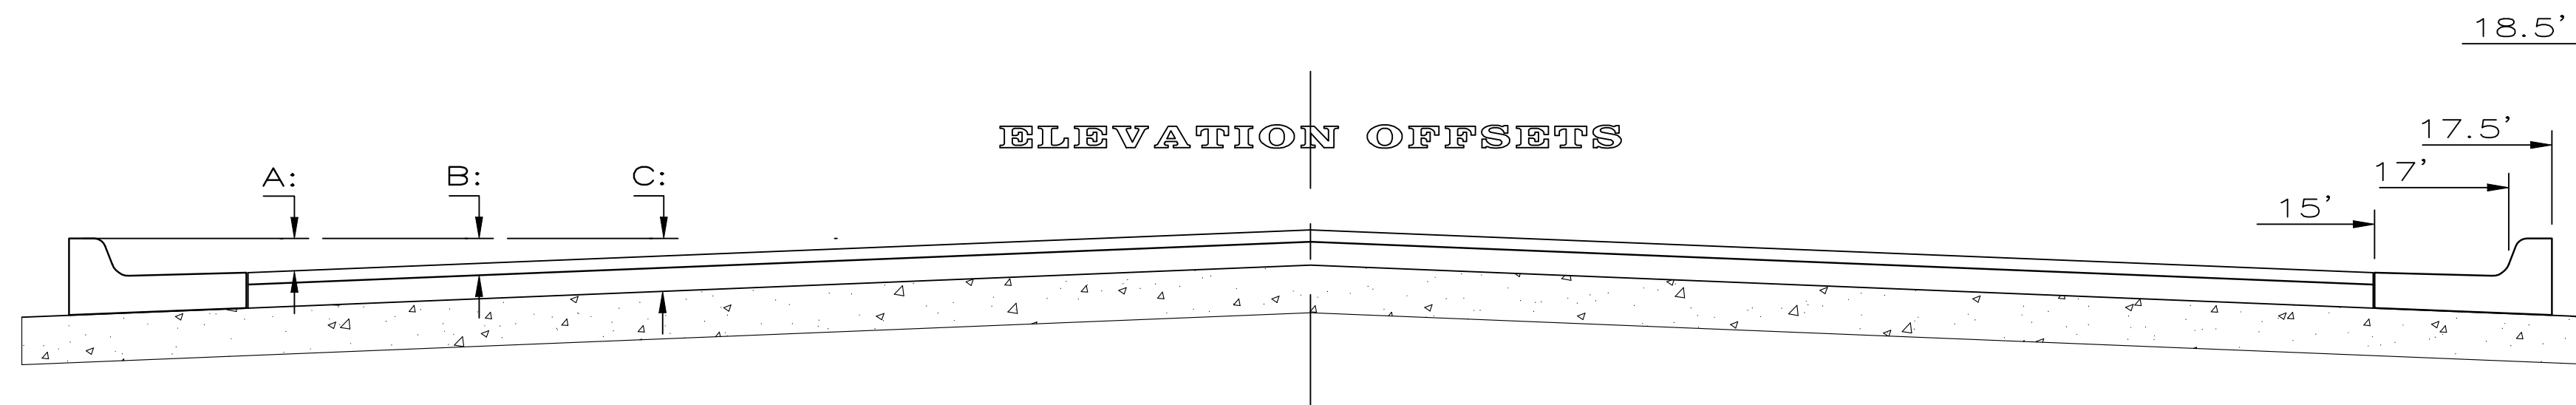 18.5’
ELEVATION OFFSETS
17.5’
17’
A: B: C:
15’